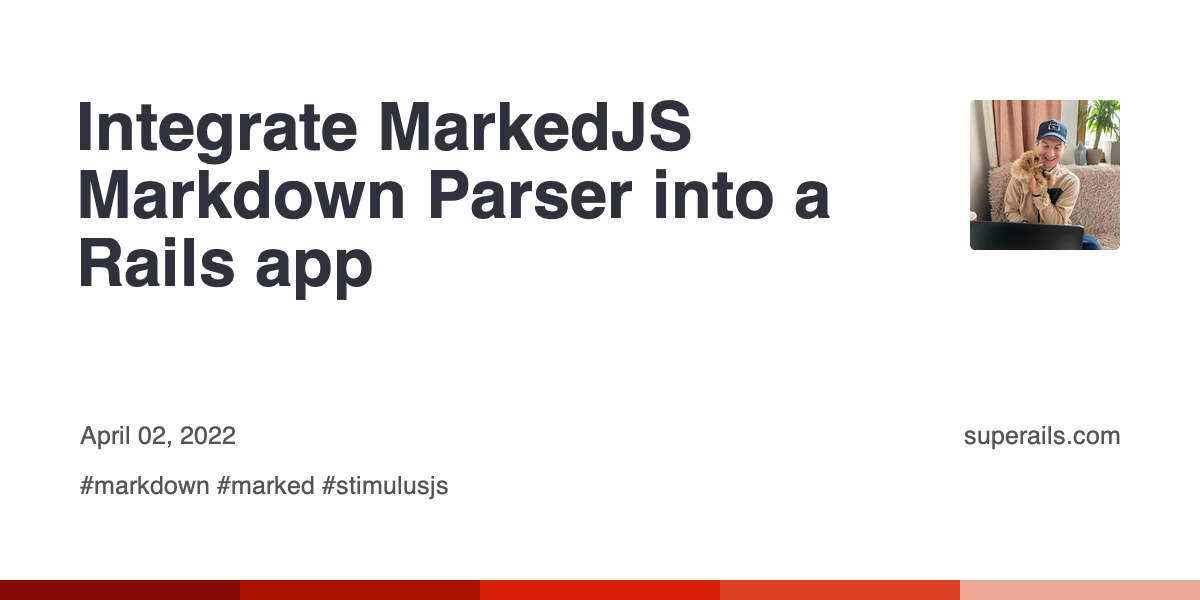 Integrate MarkedJS
Markdown Parser into a
Rails app
April 02, 2022
superails.com
#markdown #marked #stimulusjs